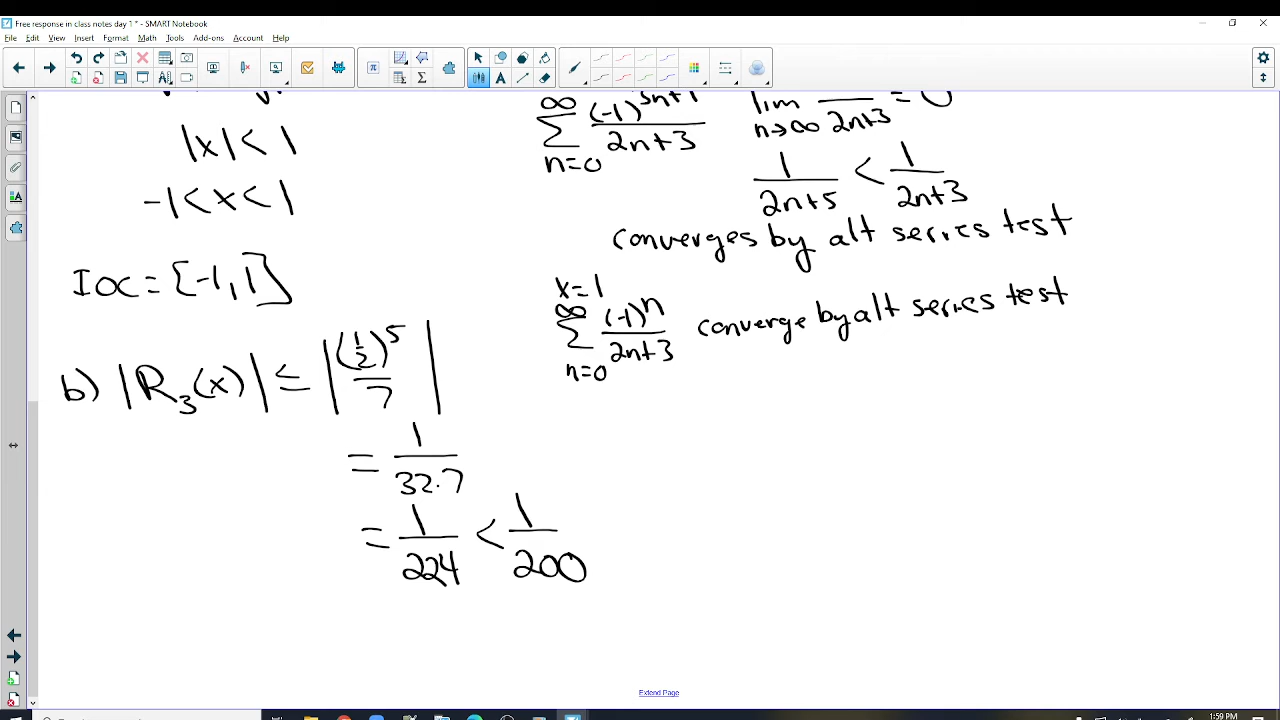 Free response in class notes day 1 * - SMART Notebook
File Edit View Insert Format Math Tools Add-ons Account Help
|x| < 1
-1 < x < 1
IOC = [-1, 1]
b) |R₃(x)| ≤ |(1/2)⁵/7|
= 1/(32·7)
= 1/224 < 1/200
∞
Σ (-1)^(3n+1)/(2n+3)
n=0
lim = 0
n→∞ 2n+3
1/(2n+5) < 1/(2n+3)
converges by alt series test
x=1
∞
Σ (-1)^n/(2n+3) converge by alt series test
n=0
Extend Page
1:59 PM